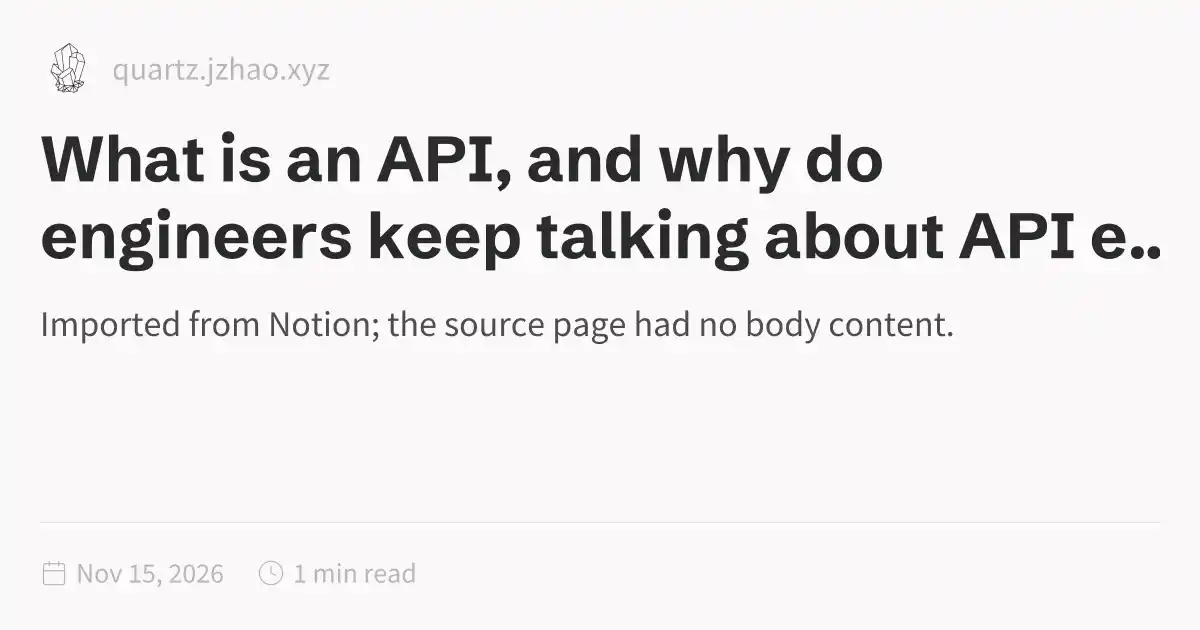 quartz.jzhao.xyz
What is an API, and why do
engineers keep talking about API e..
Imported from Notion; the source page had no body content.
Nov 15, 2026 1 min read